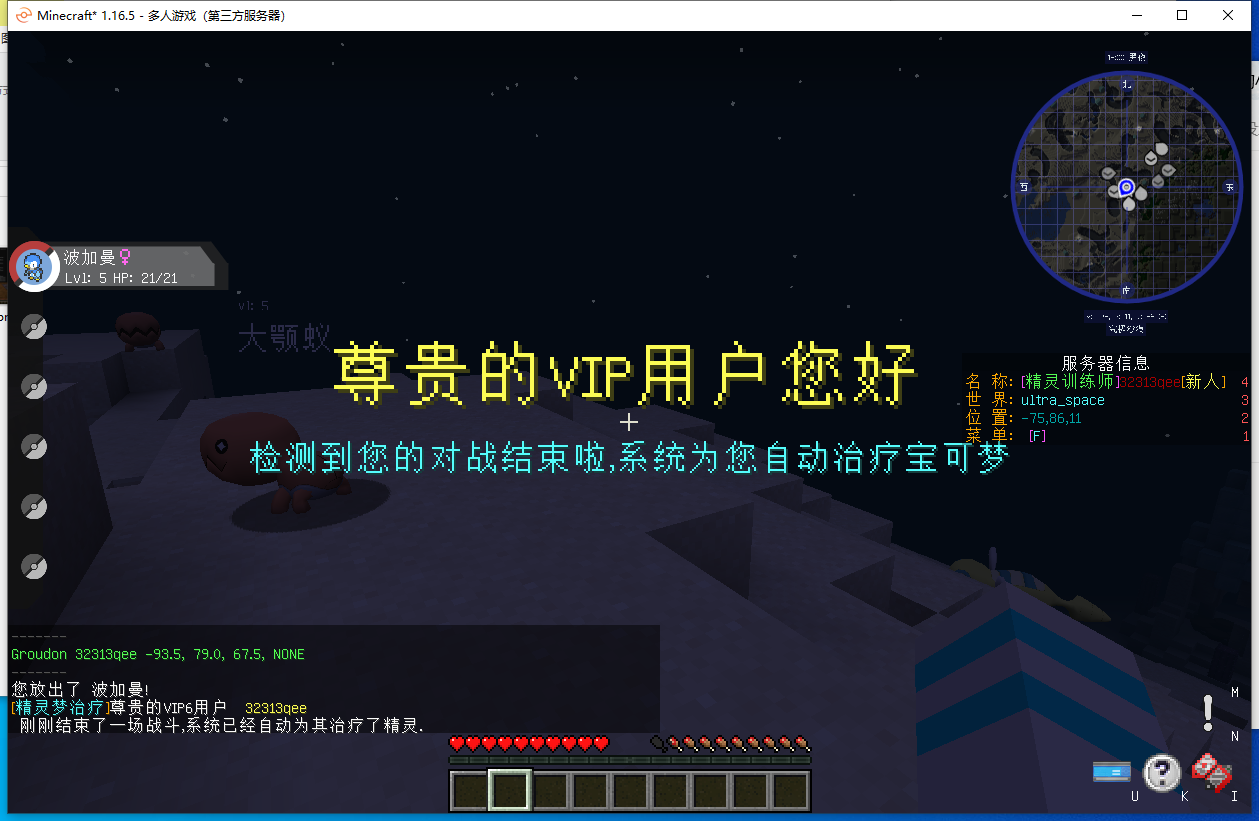 Minecraft* 1.16.5 - 多人游戏（第三方服务器）
北
西
东
南
波加曼♀
Lvl: 5 HP: 21/21
vl: 5
大颚蚁
尊贵的VIP用户您好
检测到您的对战结束啦,系统为您自动治疗宝可梦
服务器信息
名 称: [精灵训练师]32313qee[新人] 4
世 界: ultra_space 3
位 置: -75,86,11 2
菜 单: [F] 1
-------
Groudon 32313qee -93.5, 79.0, 67.5, NONE
-------
您放出了 波加曼!
[精灵梦治疗]尊贵的VIP6用户 32313qee
刚刚结束了一场战斗,系统已经自动为其治疗了精灵.
M
N
U
K
I